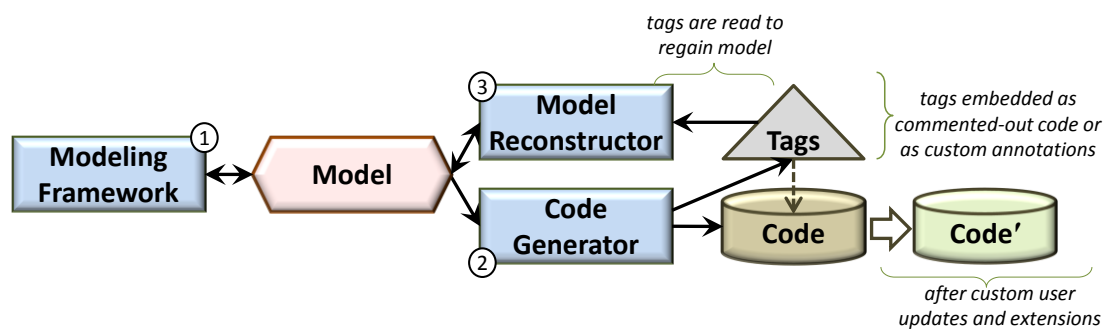 tags are read to
regain model
3
Model
Reconstructor
Tags
tags embedded as
commented-out code or
as custom annotations
1
Modeling
Framework
Model
Code
Generator
2
Code
Code′
after custom user
updates and extensions